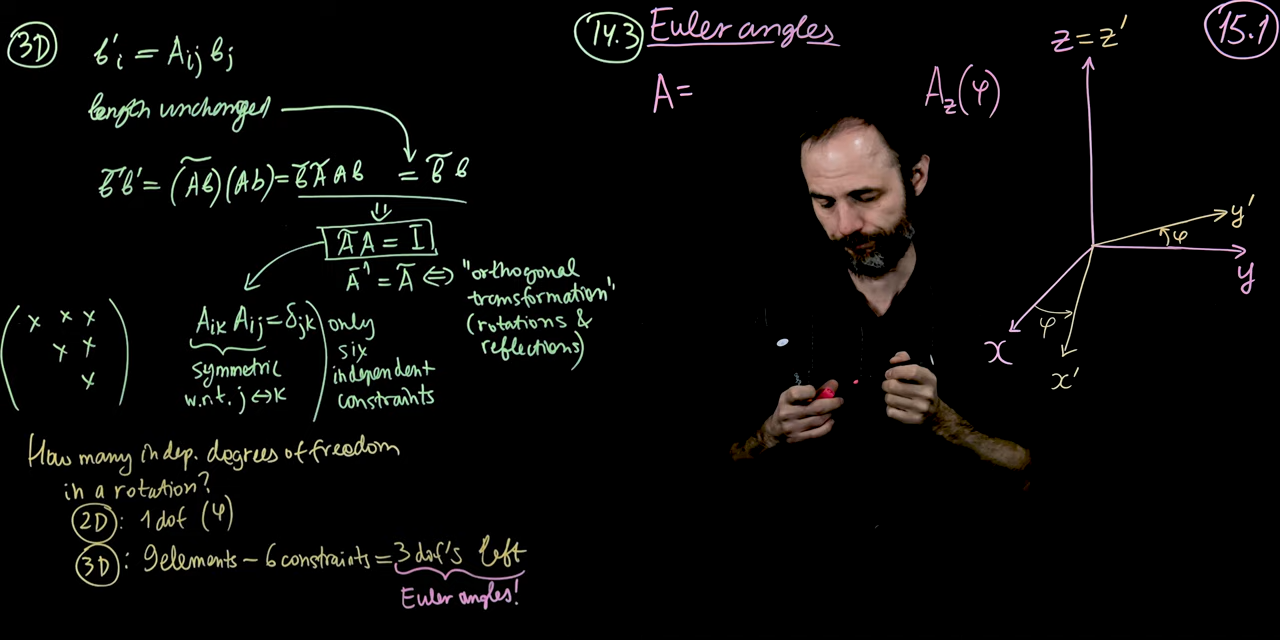 3D b'ᵢ = Aᵢⱼ bⱼ
length unchanged
b̃'b' = (Ãb)(Ab) = b̃ÃAb = b̃ b
⇓
ÃA = I
A⁻¹ = Ã ⇔ "orthogonal
transformation"
(rotations &
reflections)
( x x x
x x
x )
Aᵢₖ Aᵢⱼ = δⱼₖ
symmetric
w.r.t. j ↔ k
only
six
independent
constraints
How many indep. degrees of freedom
in a rotation?
2D: 1 dof (φ)
3D: 9 elements − 6 constraints = 3 dof's left
Euler angles!
14.3 Euler angles
15.1
A=
A_z(φ)
z = z'
y'
φ
y
φ
x
x'